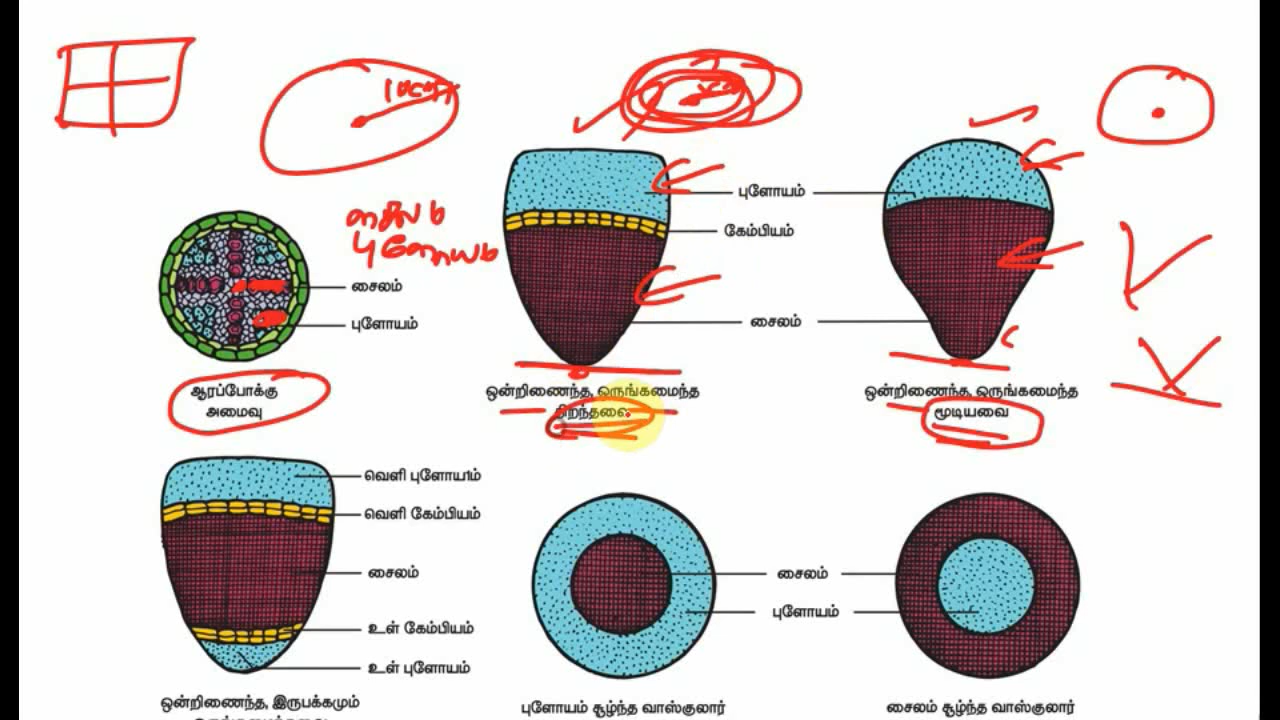 சைலம்
புளோயம்
புளோயம்
கேம்பியம்
சைலம்
சைலம்
புளோயம்
ஆரப்போக்கு
அமைவு
ஒன்றிணைந்த, ஒருங்கமைந்த
திறந்தவை
ஒன்றிணைந்த, ஒருங்கமைந்த
மூடியவை
வெளி புளோயம்
வெளி கேம்பியம்
சைலம்
உள் கேம்பியம்
உள் புளோயம்
சைலம்
புளோயம்
ஒன்றிணைந்த, இருபக்கமும்
புளோயம் சூழ்ந்த வாஸ்குலார்
சைலம் சூழ்ந்த வாஸ்குலார்